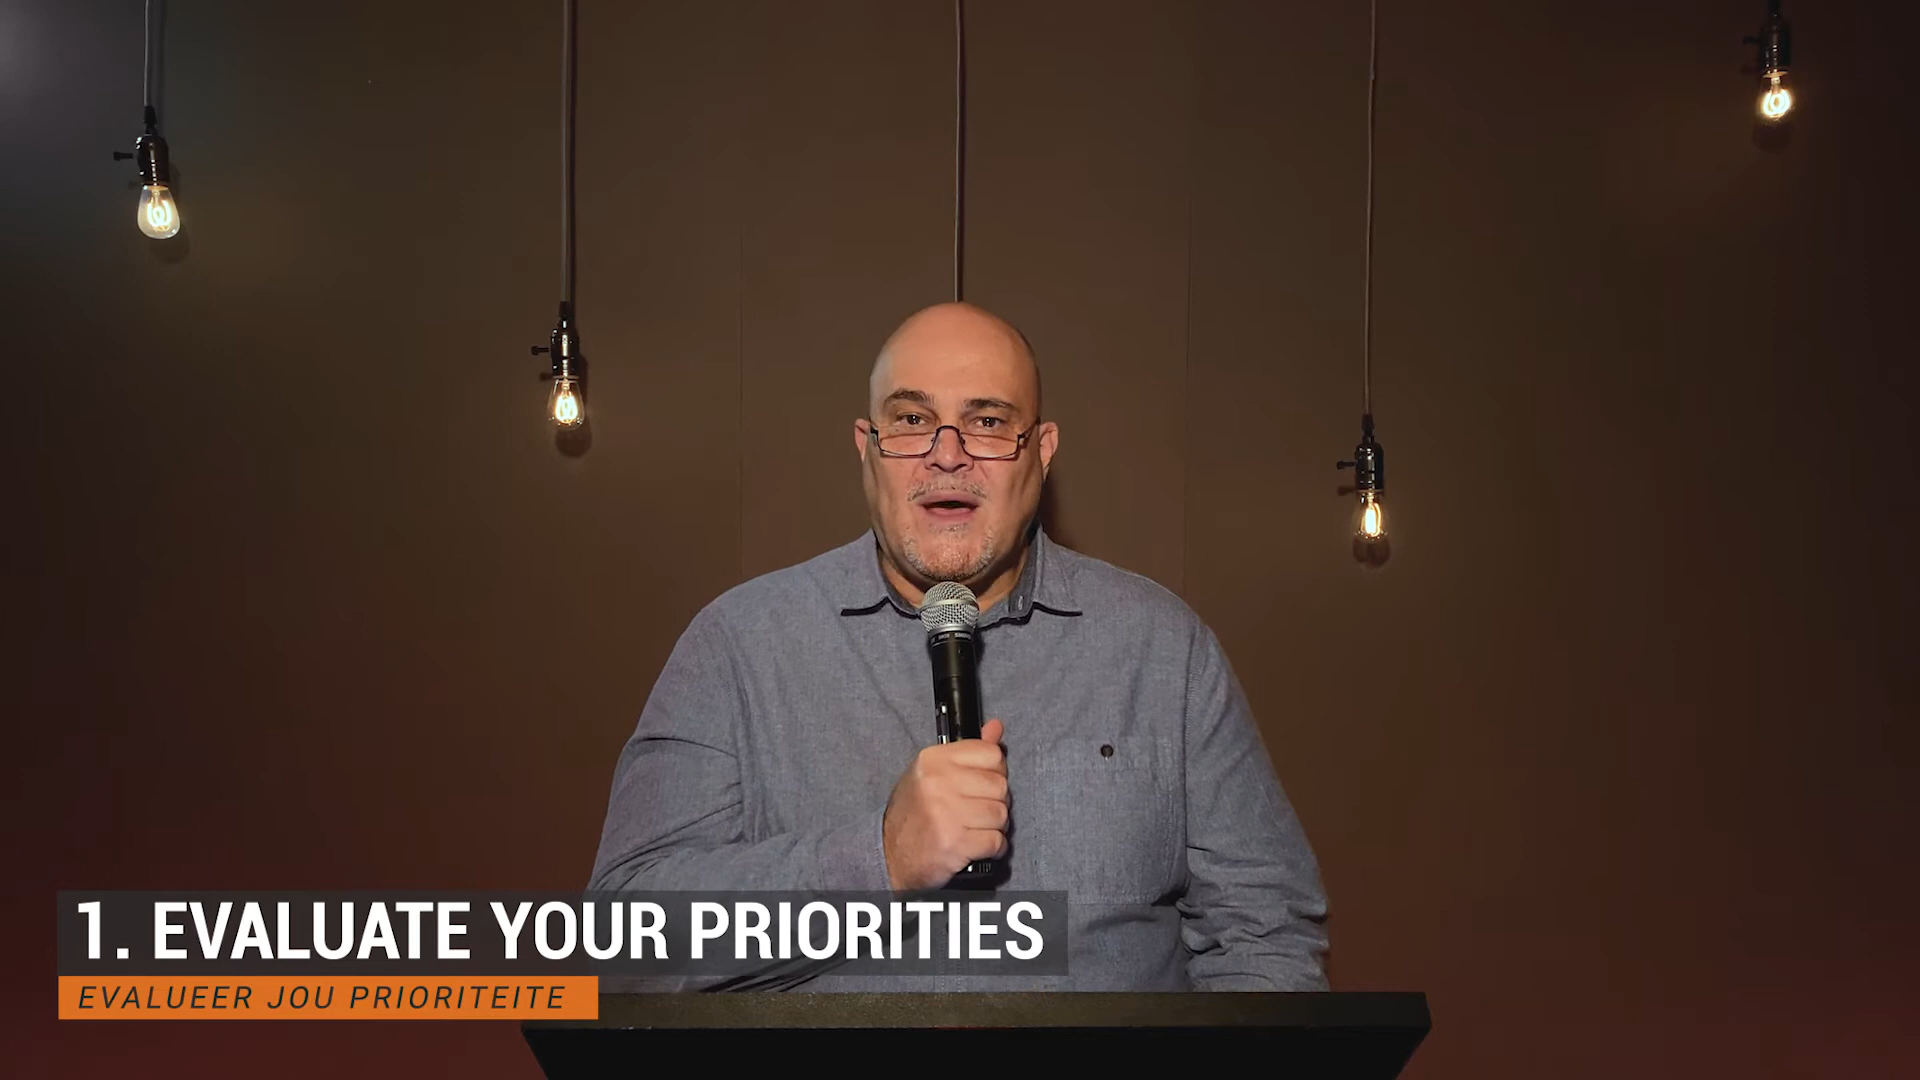 1. EVALUATE YOUR PRIORITIES
EVALUEER JOU PRIORITEITE